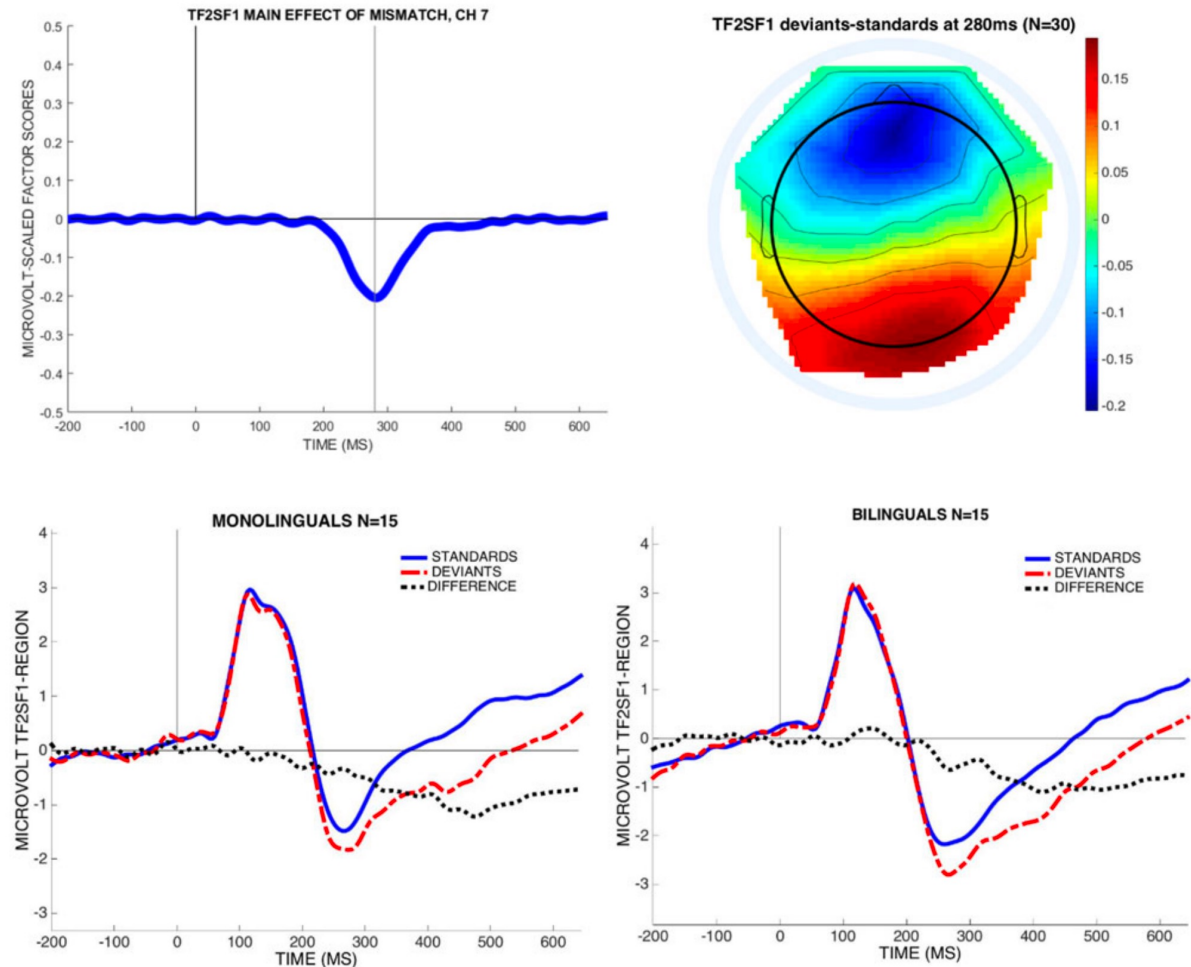 TF2SF1 MAIN EFFECT OF MISMATCH, CH 7
MICROVOLT-SCALED FACTOR SCORES
0.5
0.4
0.3
0.2
0.1
0
-0.1
-0.2
-0.3
-0.4
-0.5
-200 -100 0 100 200 300 400 500 600
TIME (MS)
TF2SF1 deviants-standards at 280ms (N=30)
0.15
0.1
0.05
0
-0.05
-0.1
-0.15
-0.2
MONOLINGUALS N=15
STANDARDS
DEVIANTS
DIFFERENCE
MICROVOLT TF2SF1-REGION
4
3
2
1
0
-1
-2
-3
-200 -100 0 100 200 300 400 500 600
TIME (MS)
BILINGUALS N=15
STANDARDS
DEVIANTS
DIFFERENCE
MICROVOLT TF2SF1-REGION
4
3
2
1
0
-1
-2
-3
-200 -100 0 100 200 300 400 500 600
TIME (MS)